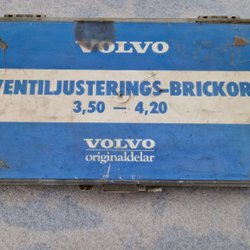 VOLVO
VENTILJUSTERINGS-BRICKOR
3,50 — 4,20
VOLVO
originaldelar